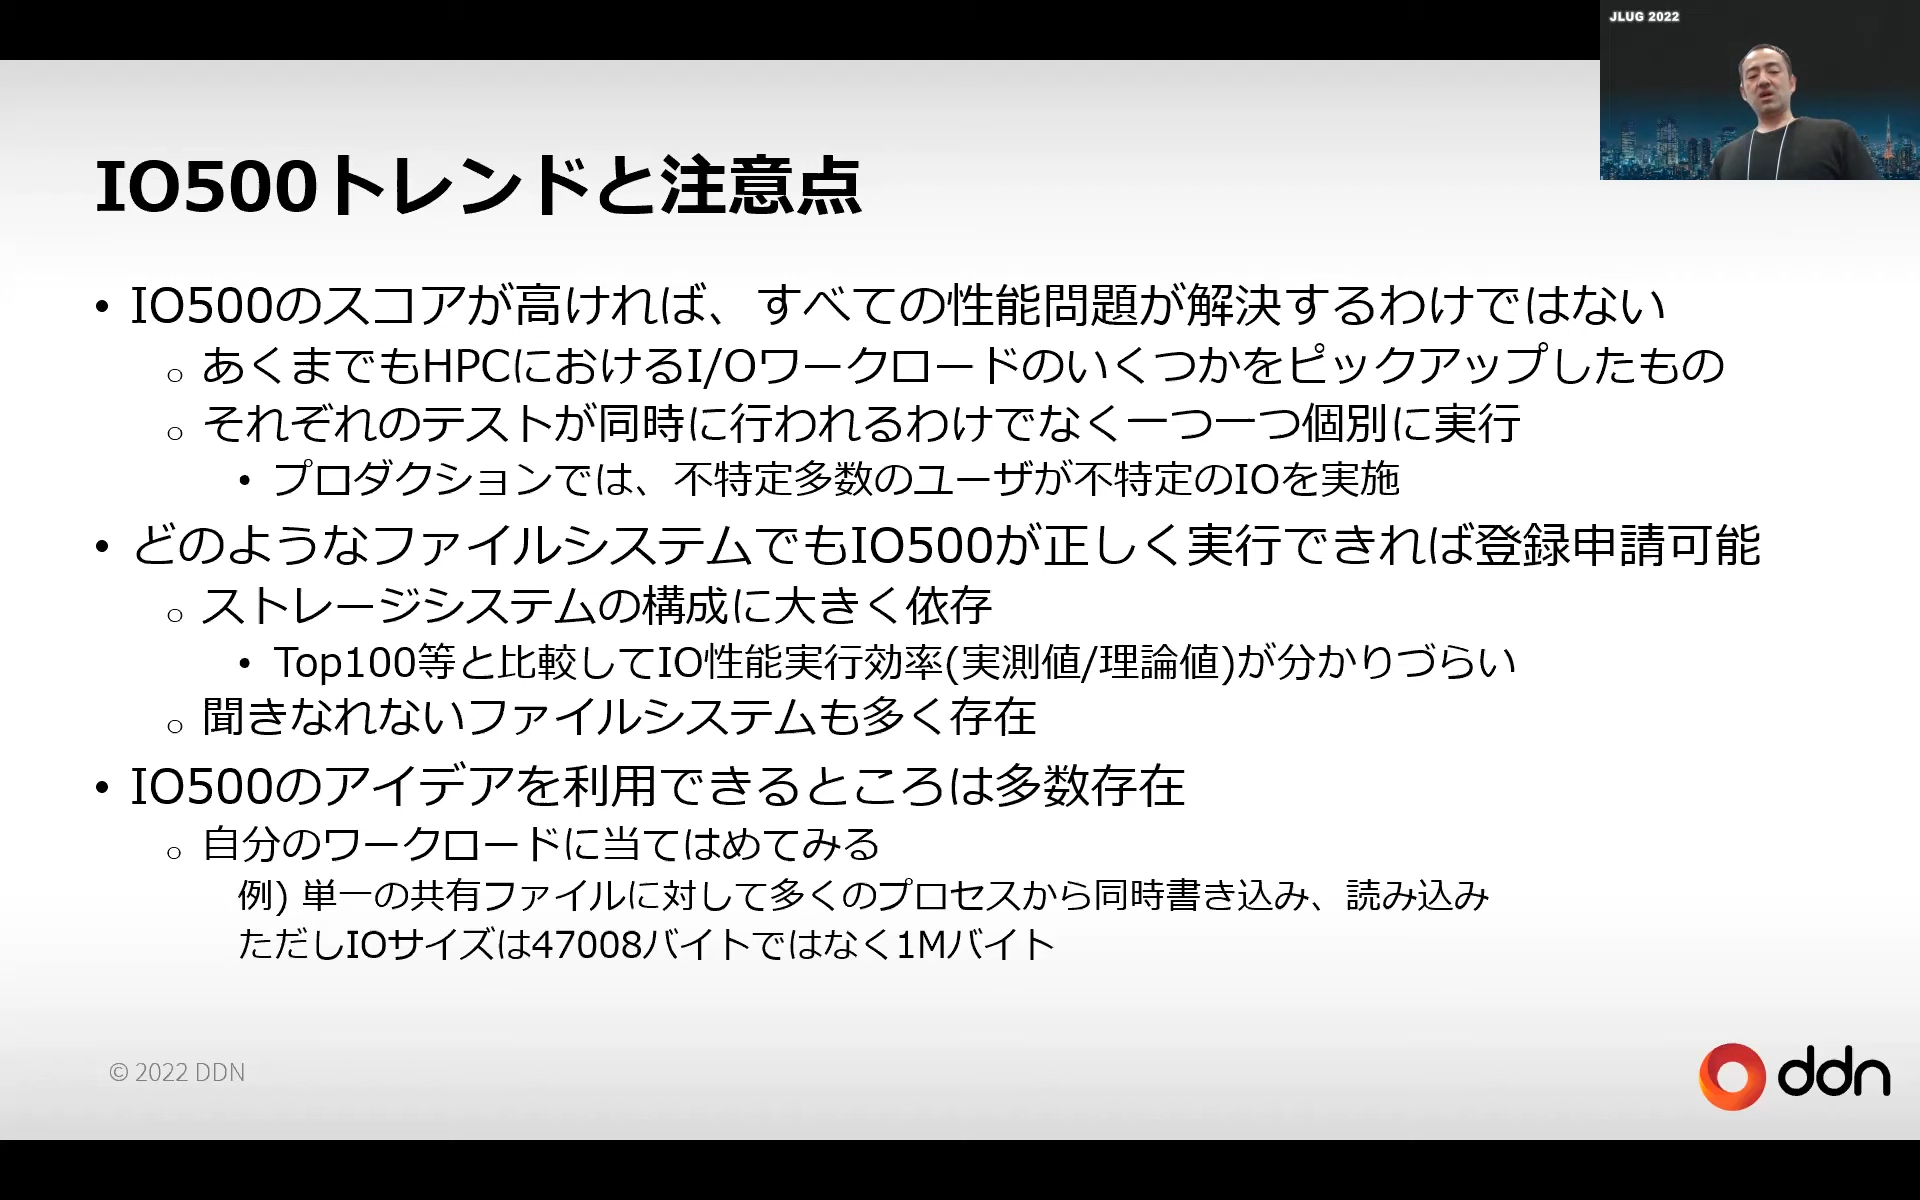 JLUG 2022
IO500トレンドと注意点
• IO500のスコアが高ければ、すべての性能問題が解決するわけではない
o あくまでもHPCにおけるI/Oワークロードのいくつかをピックアップしたもの
o それぞれのテストが同時に行われるわけでなく一つ一つ個別に実行
• プロダクションでは、不特定多数のユーザが不特定のIOを実施
• どのようなファイルシステムでもIO500が正しく実行できれば登録申請可能
o ストレージシステムの構成に大きく依存
• Top100等と比較してIO性能実行効率(実測値/理論値)が分かりづらい
o 聞きなれないファイルシステムも多く存在
• IO500のアイデアを利用できるところは多数存在
o 自分のワークロードに当てはめてみる
例) 単一の共有ファイルに対して多くのプロセスから同時書き込み、読み込み
ただしIOサイズは47008バイトではなく1Mバイト
© 2022 DDN
ddn